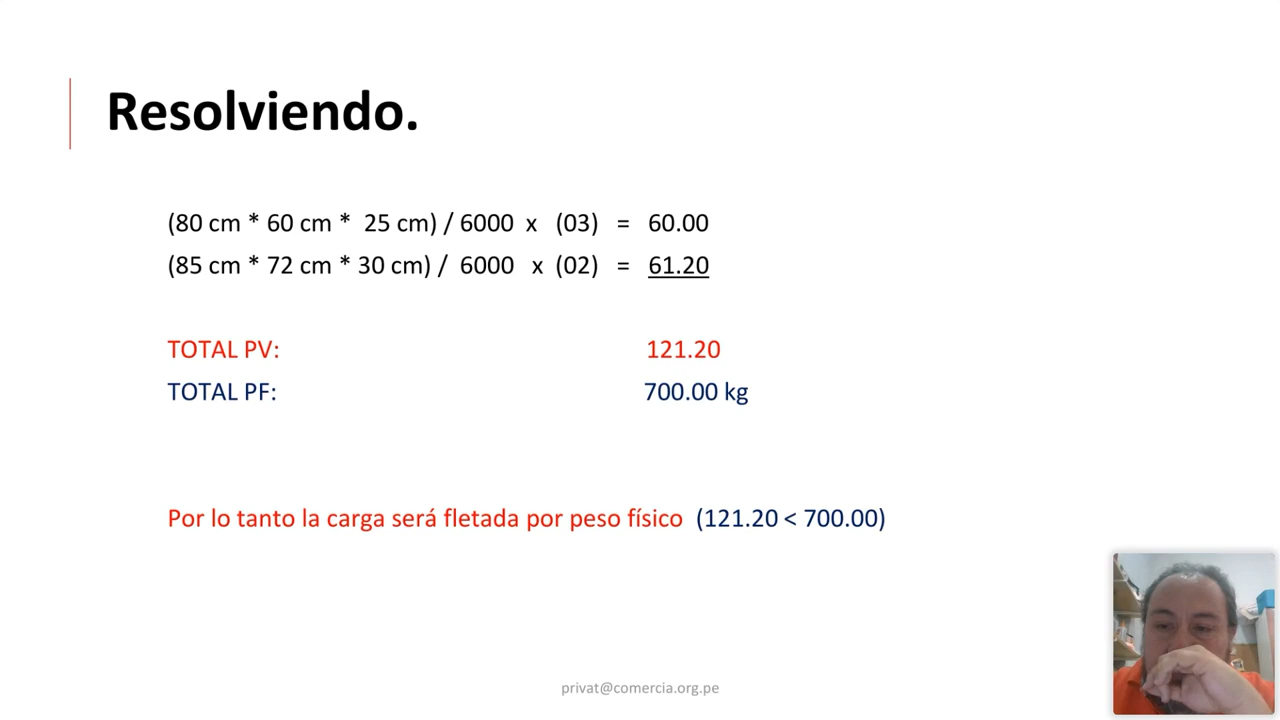 Resolviendo.
(80 cm * 60 cm * 25 cm) / 6000 x (03) = 60.00
(85 cm * 72 cm * 30 cm) / 6000 x (02) = 61.20
TOTAL PV: 121.20
TOTAL PF: 700.00 kg
Por lo tanto la carga será fletada por peso físico (121.20 < 700.00)
privat@comercia.org.pe